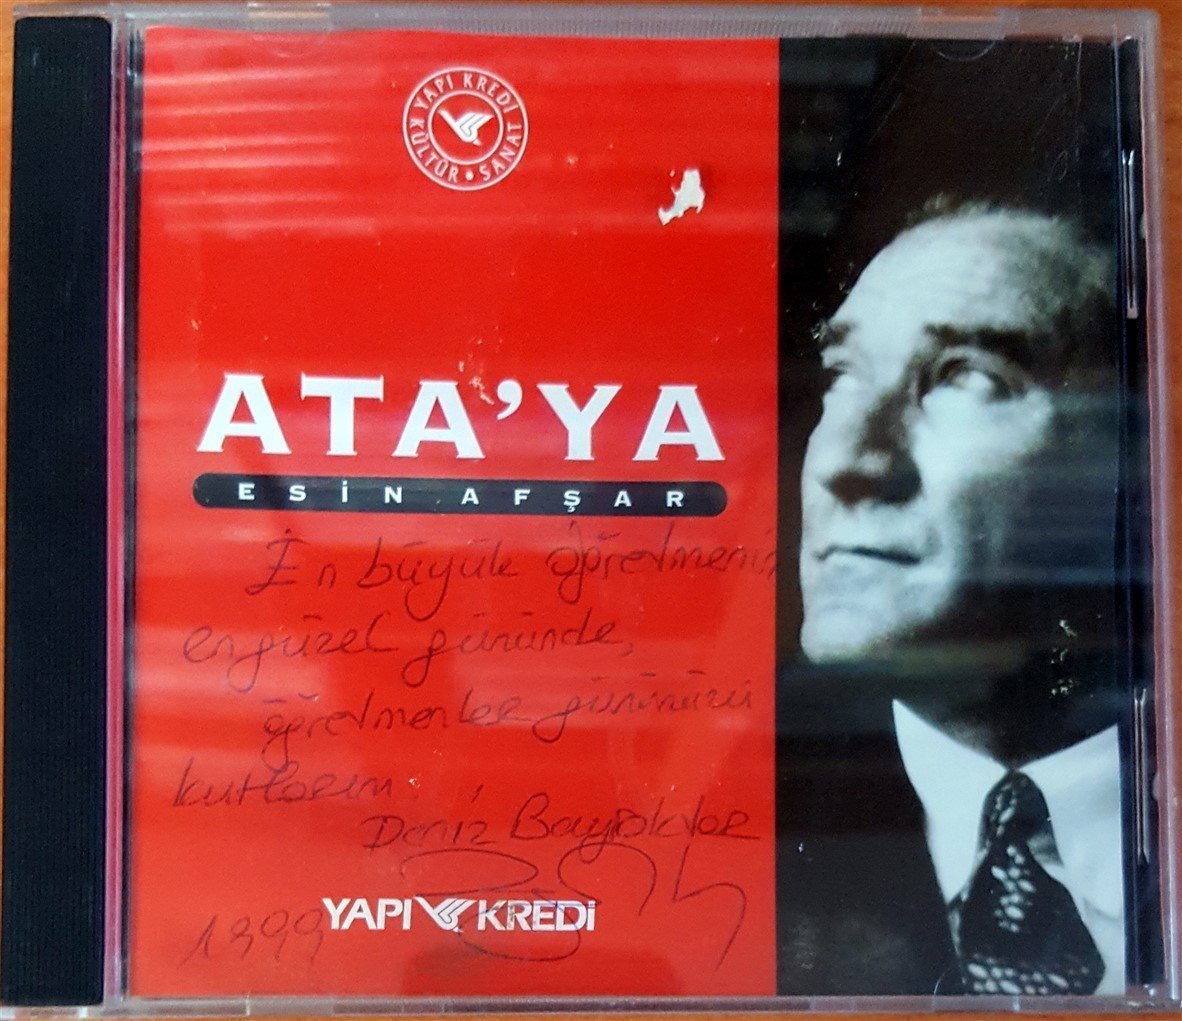 YAPI KREDİ
KÜLTÜR • SANAT
ATA'YA
ESİN AFŞAR
En büyük öğretmenin
en güzel gününde,
öğretmenler gününüzü
kutlarım.
Deniz Bayraktar
1999
YAPI KREDİ